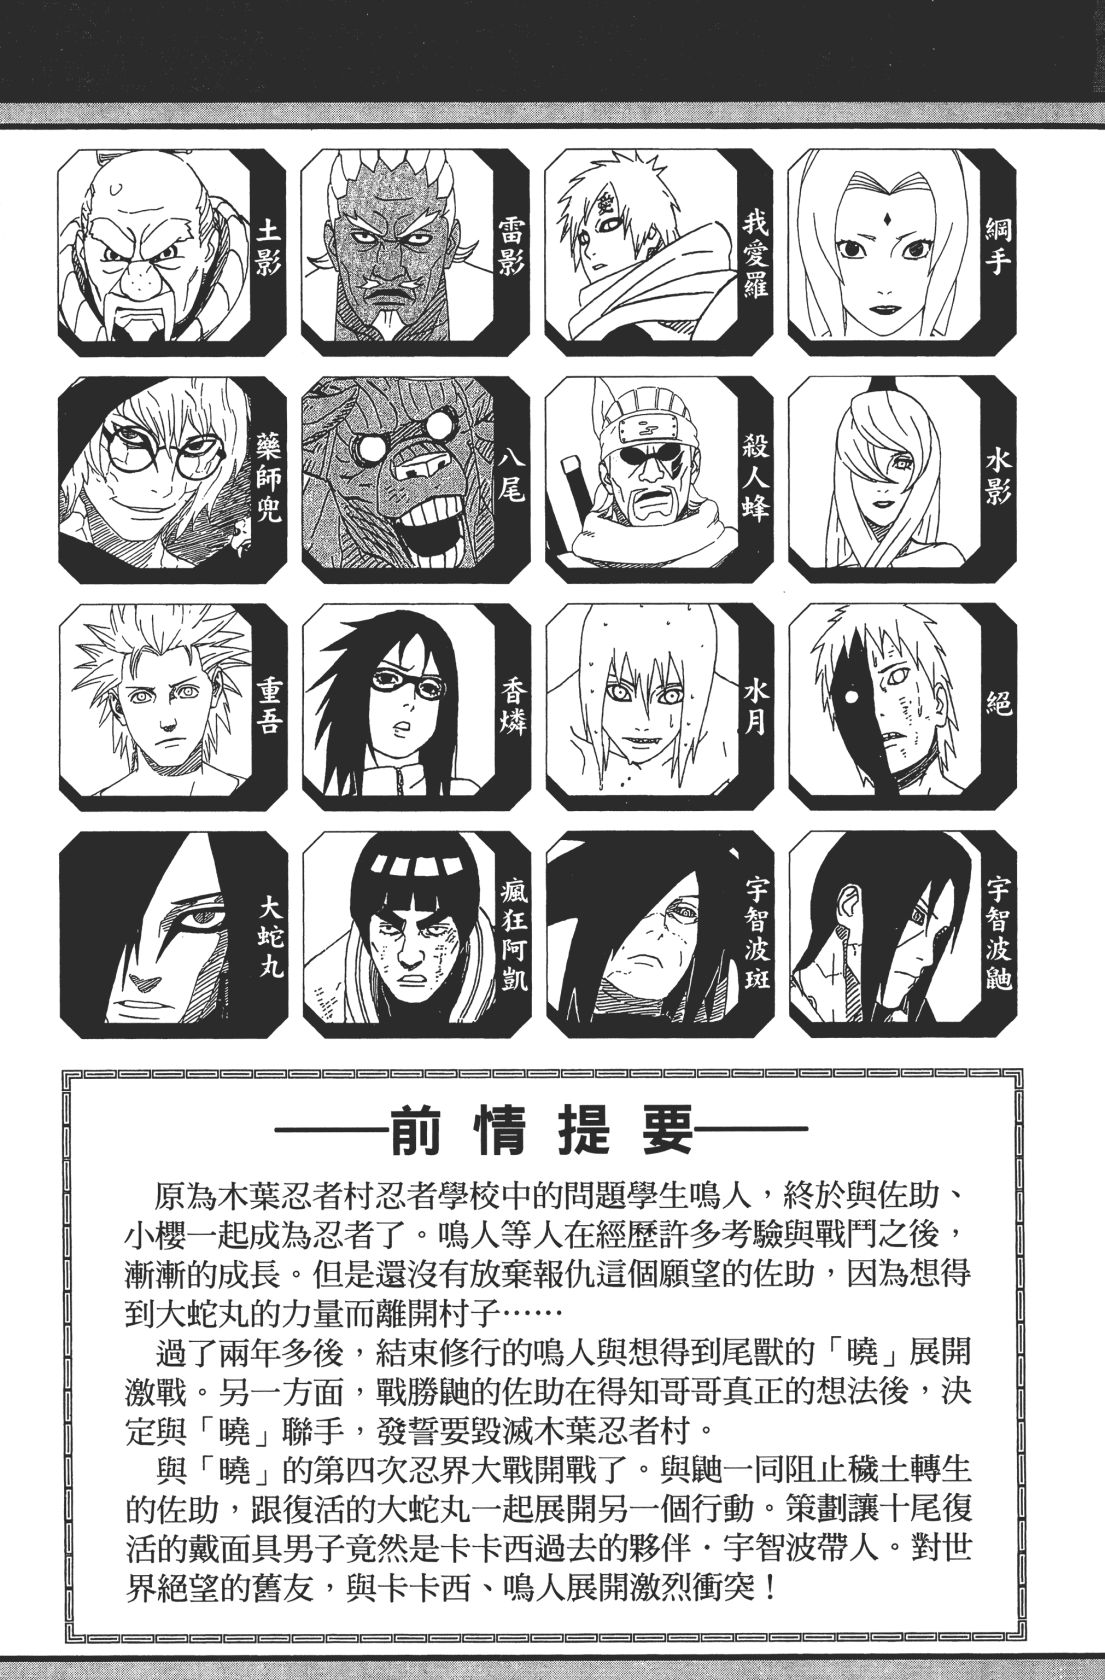 綱手
我愛羅
雷影
土影
水影
殺人蜂
八尾
藥師兜
絕
水月
香燐
重吾
宇智波鼬
宇智波斑
瘋狂阿凱
大蛇丸
前情提要
原為木葉忍者村忍者學校中的問題學生鳴人，終於與佐助、
小櫻一起成為忍者了。鳴人等人在經歷許多考驗與戰鬥之後，
漸漸的成長。但是還沒有放棄報仇這個願望的佐助，因為想得
到大蛇丸的力量而離開村子……
過了兩年多後，結束修行的鳴人與想得到尾獸的「曉」展開
激戰。另一方面，戰勝鼬的佐助在得知哥哥真正的想法後，決
定與「曉」聯手，發誓要毀滅木葉忍者村。
與「曉」的第四次忍界大戰開戰了。與鼬一同阻止穢土轉生
的佐助，跟復活的大蛇丸一起展開另一個行動。策劃讓十尾復
活的戴面具男子竟然是卡卡西過去的夥伴．宇智波帶人。對世
界絕望的舊友，與卡卡西、鳴人展開激烈衝突！
愛